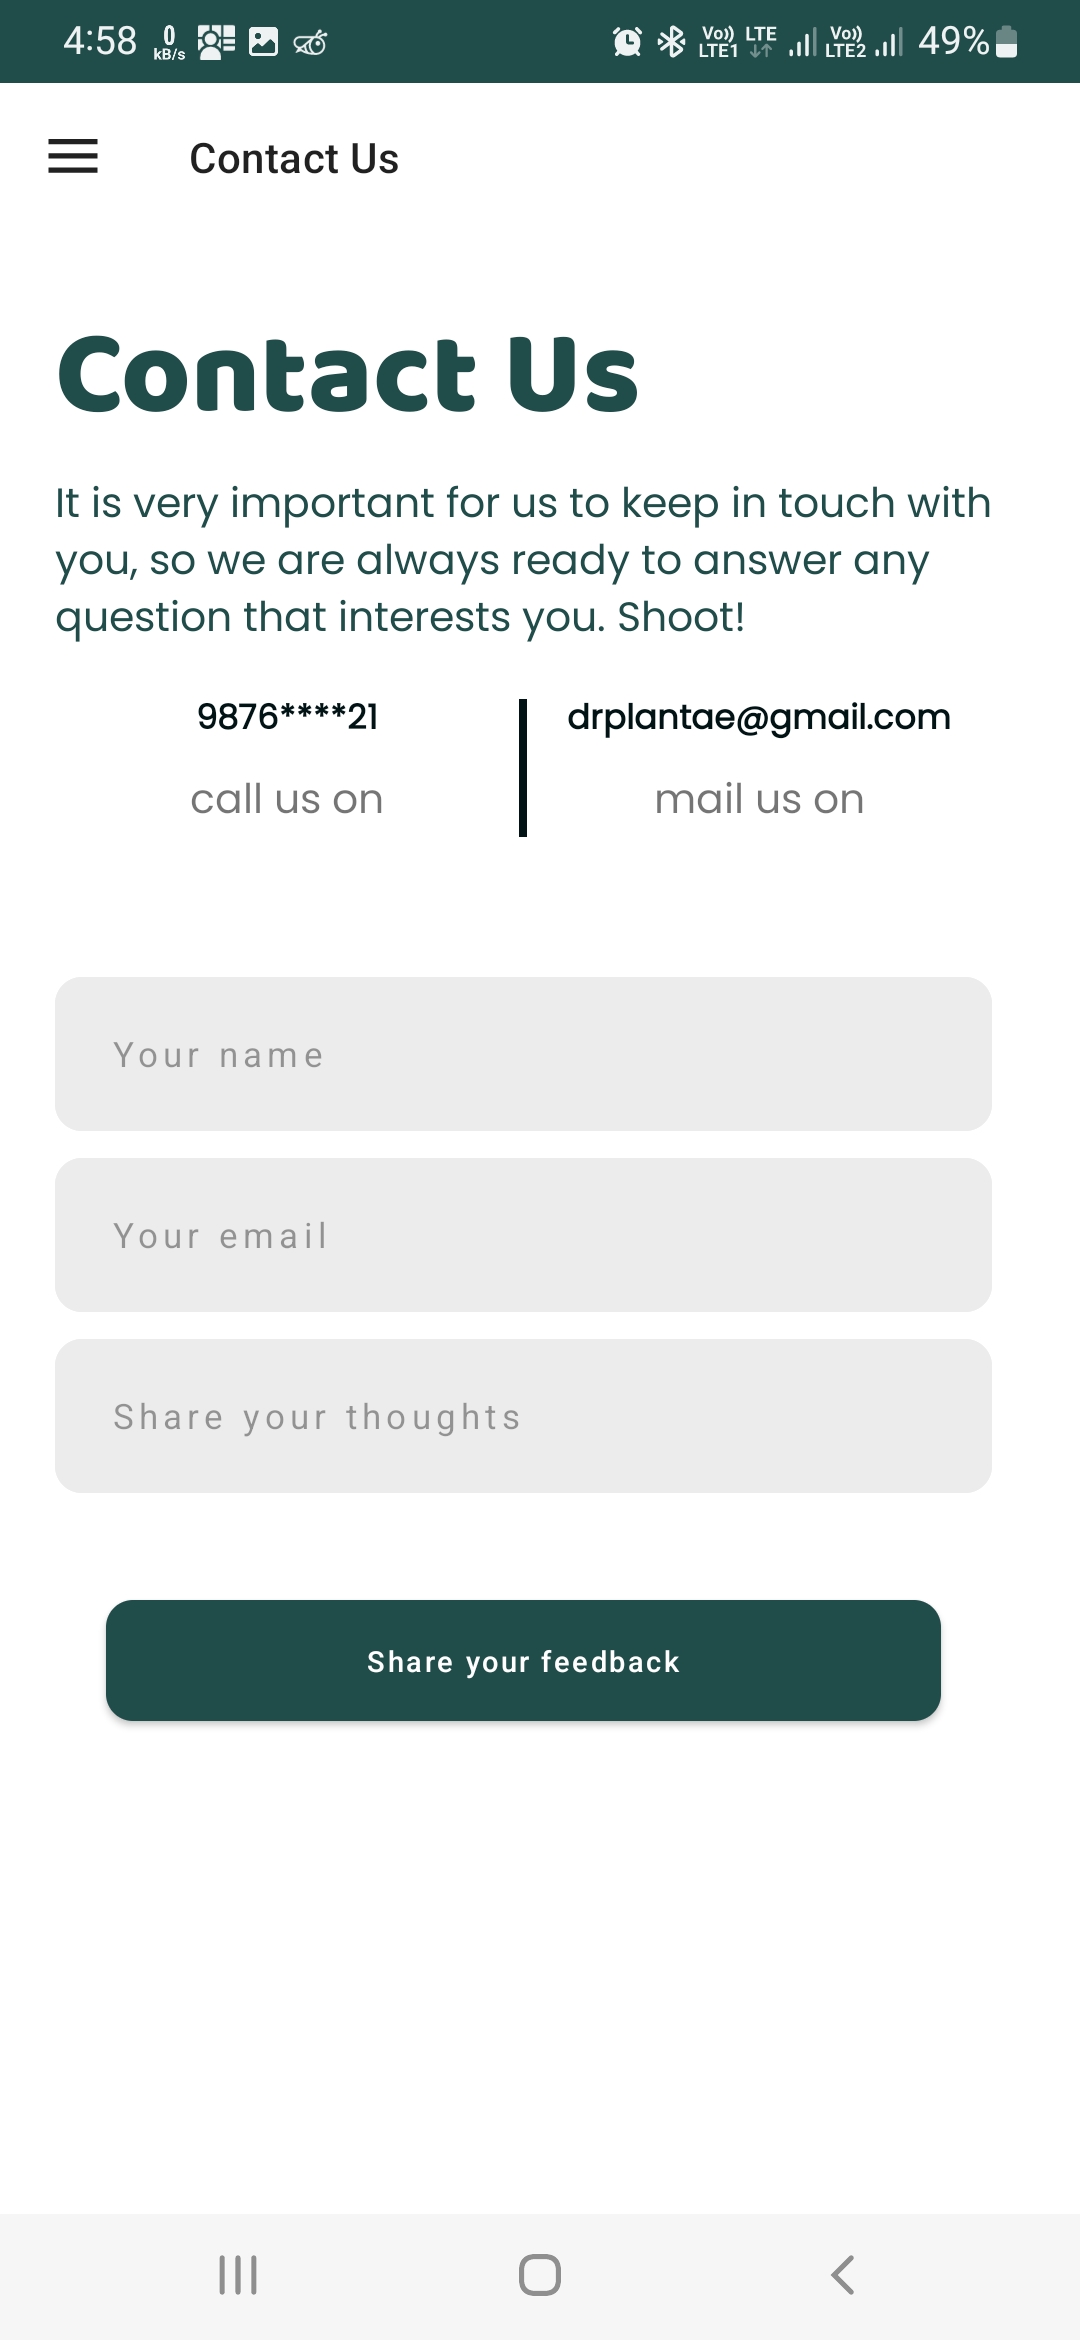 4:58 0 kB/s Vo)) LTE1 LTE Vo)) LTE2 49%
Contact Us
Contact Us
It is very important for us to keep in touch with
you, so we are always ready to answer any
question that interests you. Shoot!
9876****21 drplantae@gmail.com
call us on mail us on
Your name
Your email
Share your thoughts
Share your feedback